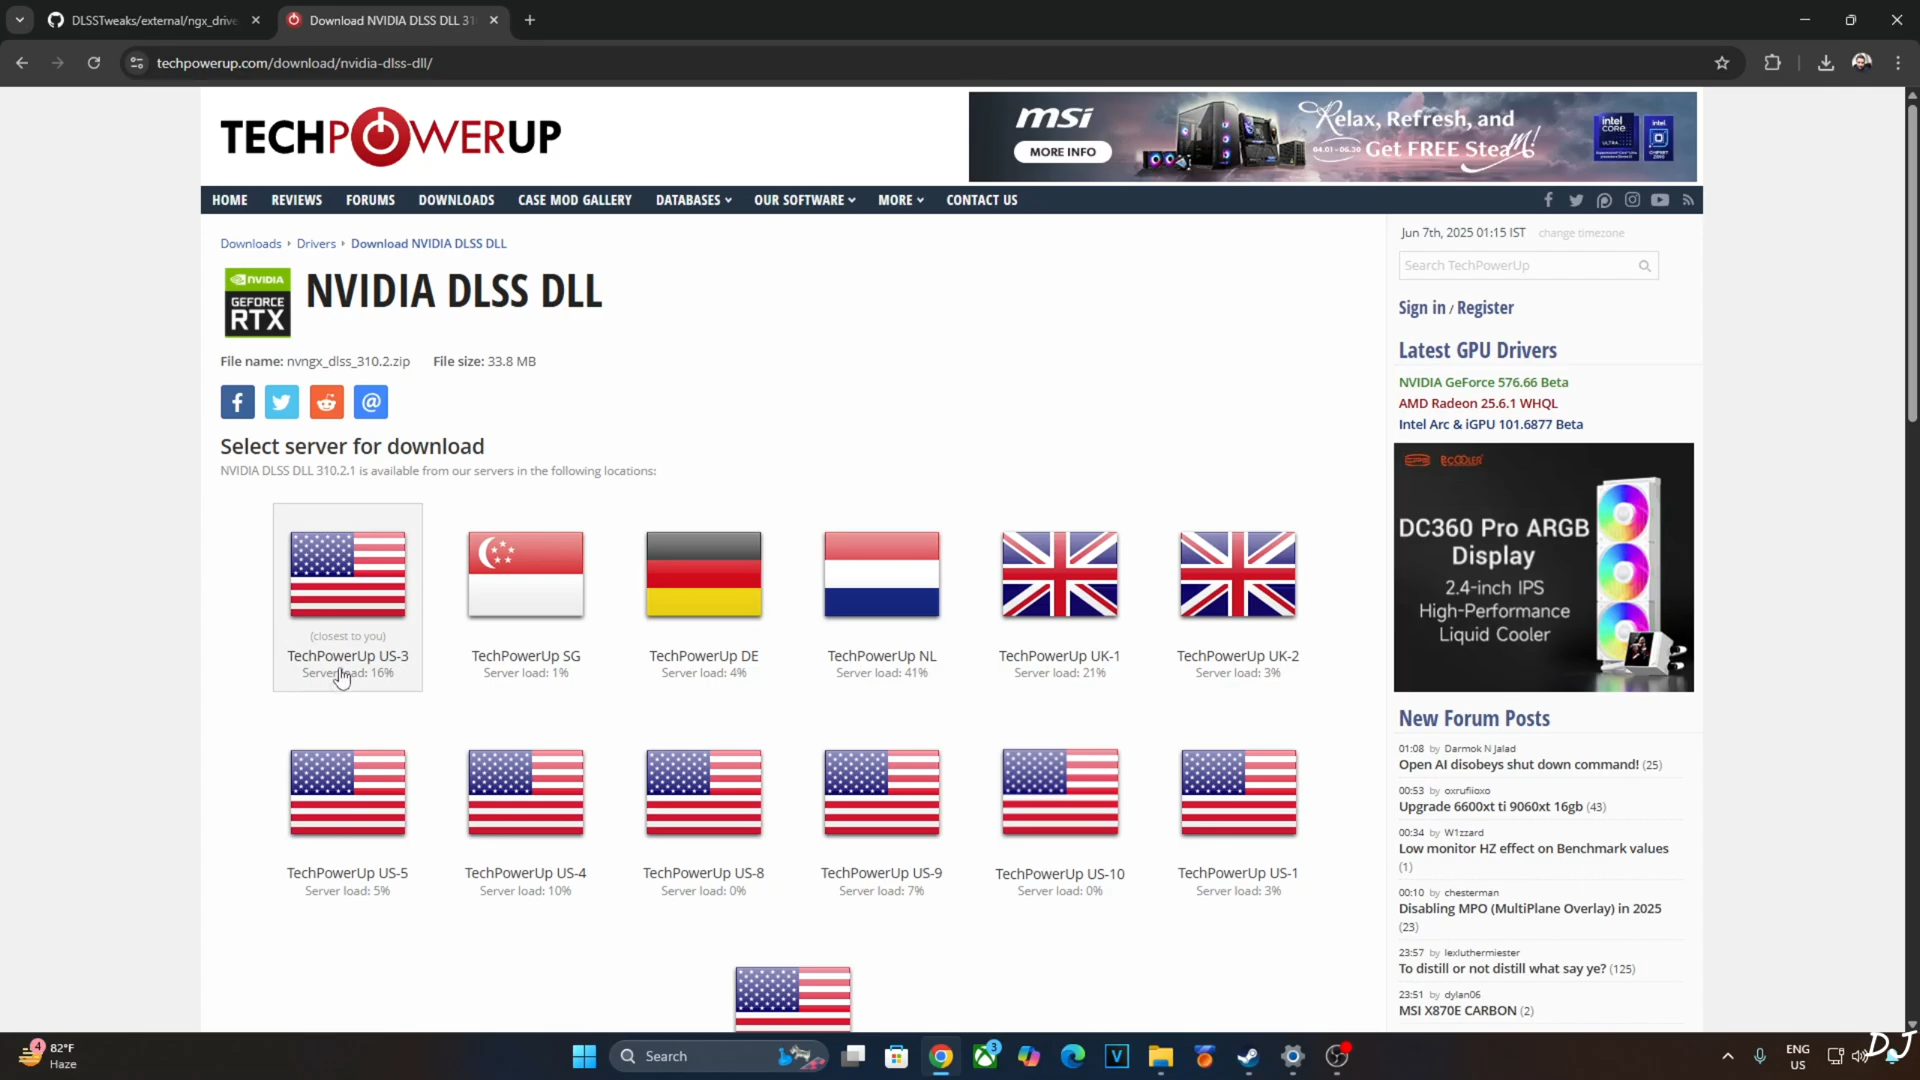 DLSSTweaks/external/ngx_drive
Download NVIDIA DLSS DLL 31
techpowerup.com/download/nvidia-dlss-dll/
TECHPOWERUP
msi
MORE INFO
Relax, Refresh, and
04.01 - 06.30 Get FREE Steam!
intel
CORE
ULTRA
intel
CHIPSET
HOME
REVIEWS
FORUMS
DOWNLOADS
CASE MOD GALLERY
DATABASES
OUR SOFTWARE
MORE
CONTACT US
Downloads
Drivers
Download NVIDIA DLSS DLL
NVIDIA
GEFORCE
RTX
NVIDIA DLSS DLL
File name: nvngx_dlss_310.2.zip File size: 33.8 MB
Select server for download
NVIDIA DLSS DLL 310.2.1 is available from our servers in the following locations:
(closest to you)
TechPowerUp US-3
Server load: 16%
TechPowerUp SG
Server load: 1%
TechPowerUp DE
Server load: 4%
TechPowerUp NL
Server load: 41%
TechPowerUp UK-1
Server load: 21%
TechPowerUp UK-2
Server load: 3%
TechPowerUp US-5
Server load: 5%
TechPowerUp US-4
Server load: 10%
TechPowerUp US-8
Server load: 0%
TechPowerUp US-9
Server load: 7%
TechPowerUp US-10
Server load: 0%
TechPowerUp US-1
Server load: 3%
Jun 7th, 2025 01:15 IST change timezone
Search TechPowerUp
Sign in / Register
Latest GPU Drivers
NVIDIA GeForce 576.66 Beta
AMD Radeon 25.6.1 WHQL
Intel Arc & iGPU 101.6877 Beta
PCCOOLER
DC360 Pro ARGB
Display
2.4-inch IPS
High-Performance
Liquid Cooler
New Forum Posts
01:08 by Darmok N Jalad
Open AI disobeys shut down command! (25)
00:53 by oxrufiioxo
Upgrade 6600xt ti 9060xt 16gb (43)
00:34 by W1zzard
Low monitor HZ effect on Benchmark values
(1)
00:10 by chesterman
Disabling MPO (MultiPlane Overlay) in 2025
(23)
23:57 by lexluthermiester
To distill or not distill what say ye? (125)
23:51 by dylan06
MSI X870E CARBON (2)
4
82°F
Haze
Search
3
V
ENG
US
DJ